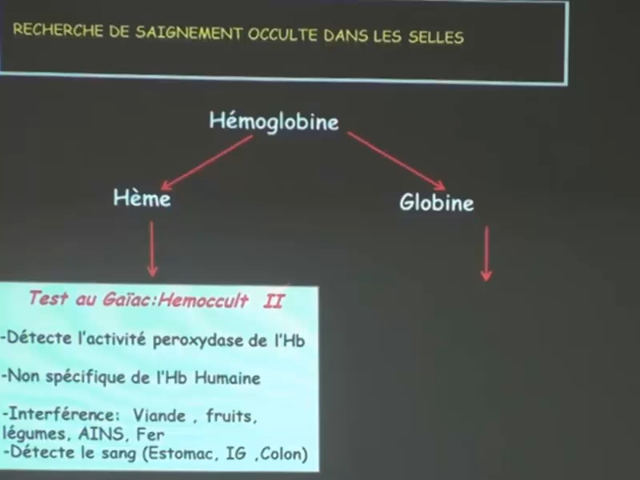 RECHERCHE DE SAIGNEMENT OCCULTE DANS LES SELLES
Hémoglobine
Hème
Globine
Test au Gaïac:Hemoccult II
-Détecte l'activité peroxydase de l'Hb
-Non spécifique de l'Hb Humaine
-Interférence: Viande , fruits,
légumes, AINS, Fer
-Détecte le sang (Estomac, IG ,Colon)